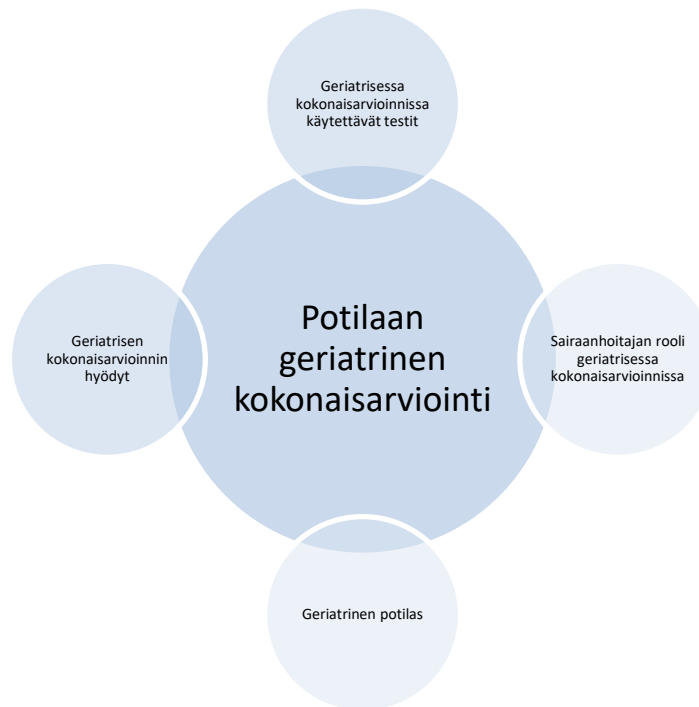 Geriatrisessa
kokonaisarvioinnissa
käytettävät testit
Geriatrisen
kokonaisarvioinnin
hyödyt
Potilaan
geriatrinen
kokonaisarviointi
Sairaanhoitajan rooli
geriatrisessa
kokonaisarvioinnissa
Geriatrinen potilas